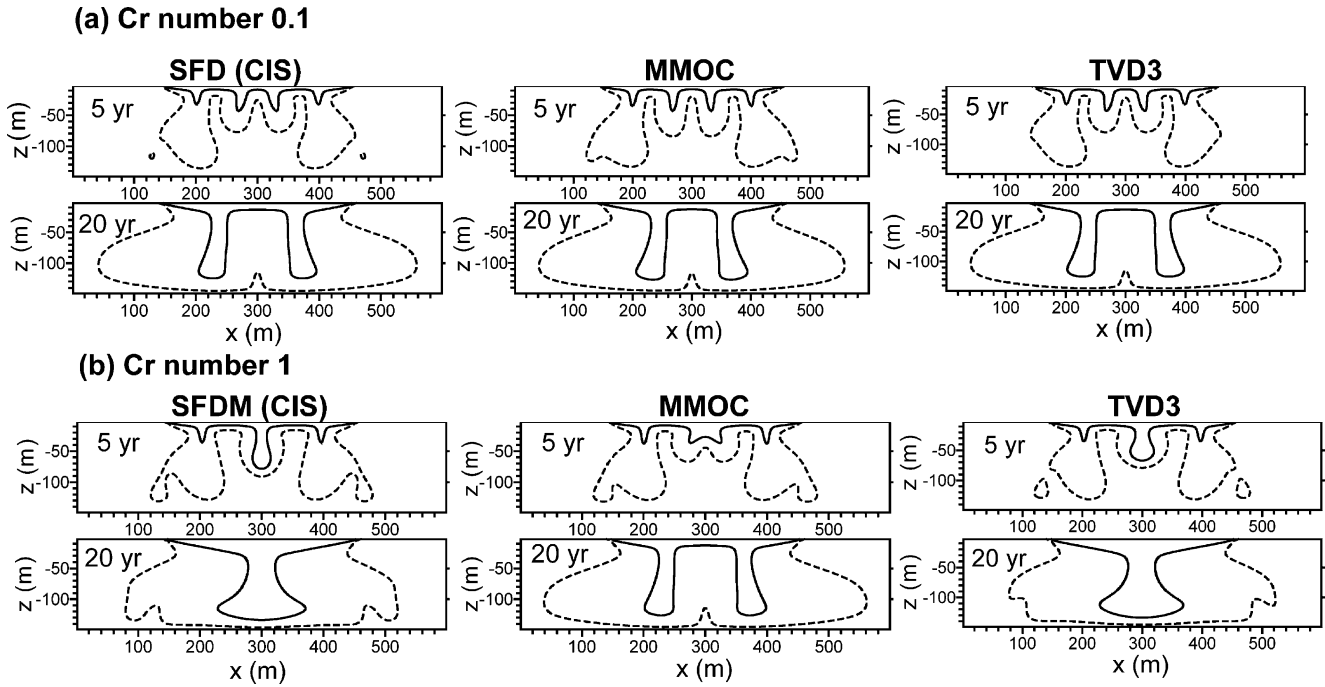 (a) Cr number 0.1
SFD (CIS) MMOC TVD3
5 yr 5 yr 5 yr
z (m) z (m) z (m)
-50 -50 -50
-100 -100 -100
100 200 300 400 500 100 200 300 400 500 100 200 300 400 500
20 yr 20 yr 20 yr
z (m) z (m) z (m)
-50 -50 -50
-100 -100 -100
100 200 300 400 500 100 200 300 400 500 100 200 300 400 500
x (m) x (m) x (m)
(b) Cr number 1
SFDM (CIS) MMOC TVD3
5 yr 5 yr 5 yr
z (m) z (m) z (m)
-50 -50 -50
-100 -100 -100
100 200 300 400 500 100 200 300 400 500 100 200 300 400 500
20 yr 20 yr 20 yr
z (m) z (m) z (m)
-50 -50 -50
-100 -100 -100
100 200 300 400 500 100 200 300 400 500 100 200 300 400 500
x (m) x (m) x (m)